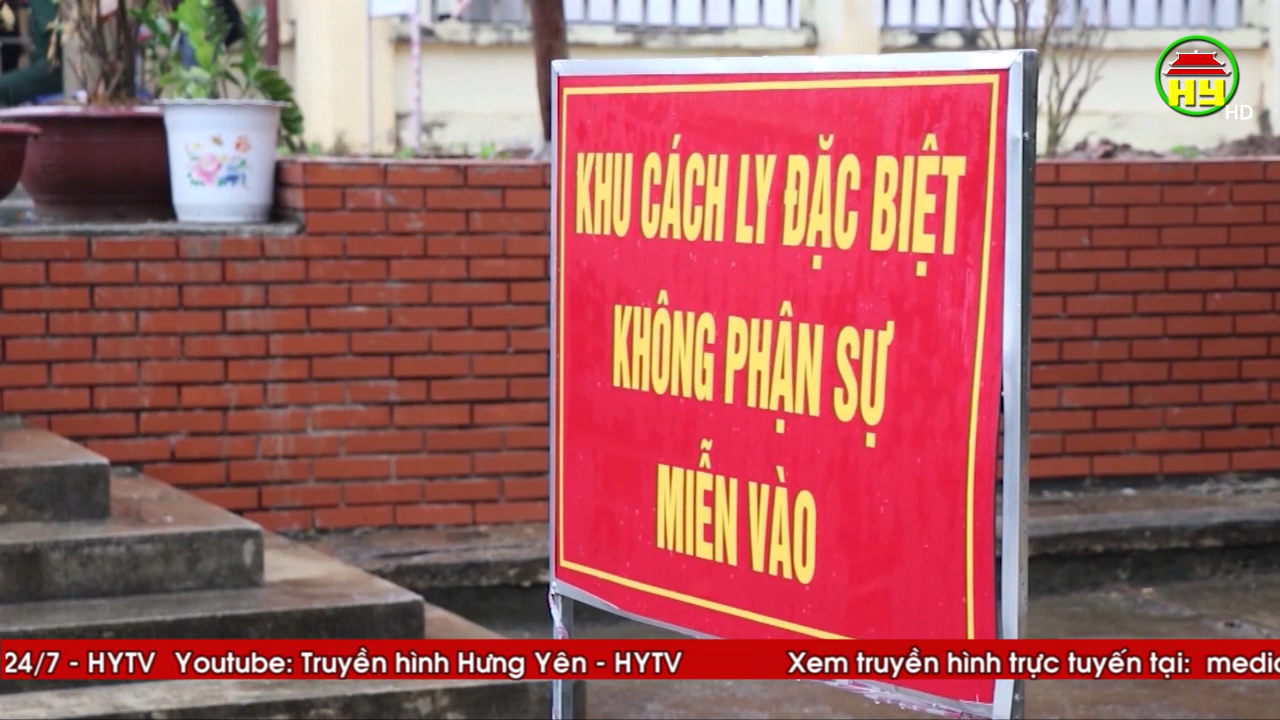 HY
HD
KHU CÁCH LY ĐẶC BIỆT
KHÔNG PHẬN SỰ
MIỄN VÀO
24/7 - HYTV Youtube: Truyền hình Hưng Yên - HYTV Xem truyền hình trực tuyến tại: